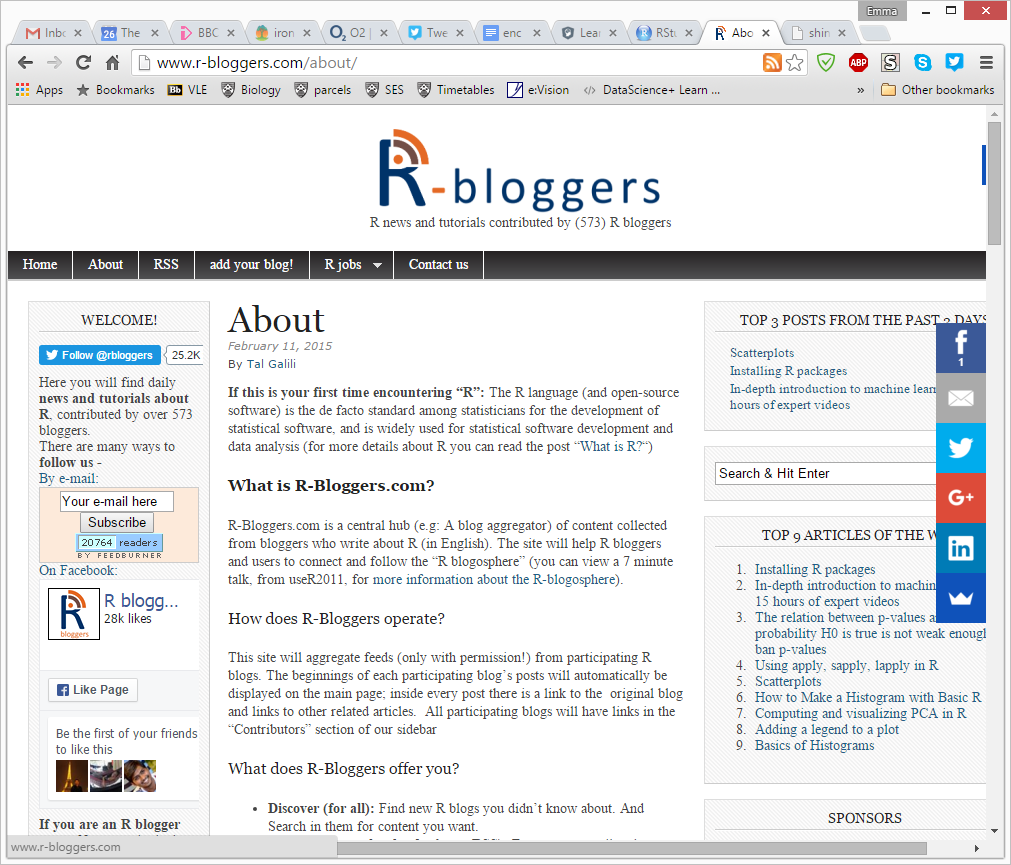 Emma
Inbc
26 The
BBC
iron
O2 |
Twe
enc
Lear
RStu
Abo
shin
www.r-bloggers.com/about/
ABP
S
Apps
Bookmarks
Bb VLE
Biology
parcels
SES
Timetables
e:Vision
DataScience+ Learn ...
»
Other bookmarks
R-bloggers
R news and tutorials contributed by (573) R bloggers
Home
About
RSS
add your blog!
R jobs
Contact us
WELCOME!
Follow @rbloggers
25.2K
Here you will find daily
news and tutorials about
R, contributed by over 573
bloggers.
There are many ways to
follow us -
By e-mail:
Your e-mail here
Subscribe
20764 readers
BY FEEDBURNER
On Facebook:
bloggers
R blogg...
28k likes
Like Page
Be the first of your friends
to like this
If you are an R blogger
About
February 11, 2015
By Tal Galili
If this is your first time encountering “R”: The R language (and open-source
software) is the de facto standard among statisticians for the development of
statistical software, and is widely used for statistical software development and
data analysis (for more details about R you can read the post “What is R?“)
What is R-Bloggers.com?
R-Bloggers.com is a central hub (e.g: A blog aggregator) of content collected
from bloggers who write about R (in English). The site will help R bloggers
and users to connect and follow the “R blogosphere” (you can view a 7 minute
talk, from useR2011, for more information about the R-blogosphere).
How does R-Bloggers operate?
This site will aggregate feeds (only with permission!) from participating R
blogs. The beginnings of each participating blog’s posts will automatically be
displayed on the main page; inside every post there is a link to the original blog
and links to other related articles. All participating blogs will have links in the
“Contributors” section of our sidebar
What does R-Bloggers offer you?
• Discover (for all): Find new R blogs you didn’t know about. And
Search in them for content you want.
TOP 3 POSTS FROM THE PAST 2 DAYS
Scatterplots
Installing R packages
In-depth introduction to machine learn
hours of expert videos
Search & Hit Enter
TOP 9 ARTICLES OF THE W
1. Installing R packages
2. In-depth introduction to machin
15 hours of expert videos
3. The relation between p-values a
probability H0 is true is not weak enough
ban p-values
4. Using apply, sapply, lapply in R
5. Scatterplots
6. How to Make a Histogram with Basic R
7. Computing and visualizing PCA in R
8. Adding a legend to a plot
9. Basics of Histograms
SPONSORS
f
1
G+
in
www.r-bloggers.com